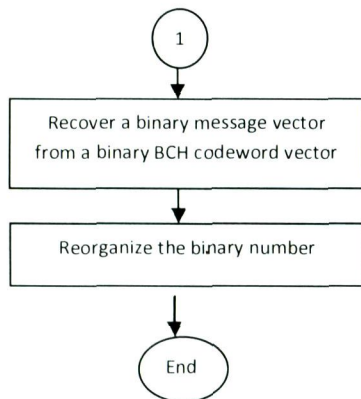 1
Recover a binary message vector
from a binary BCH codeword vector
Reorganize the binary number
End